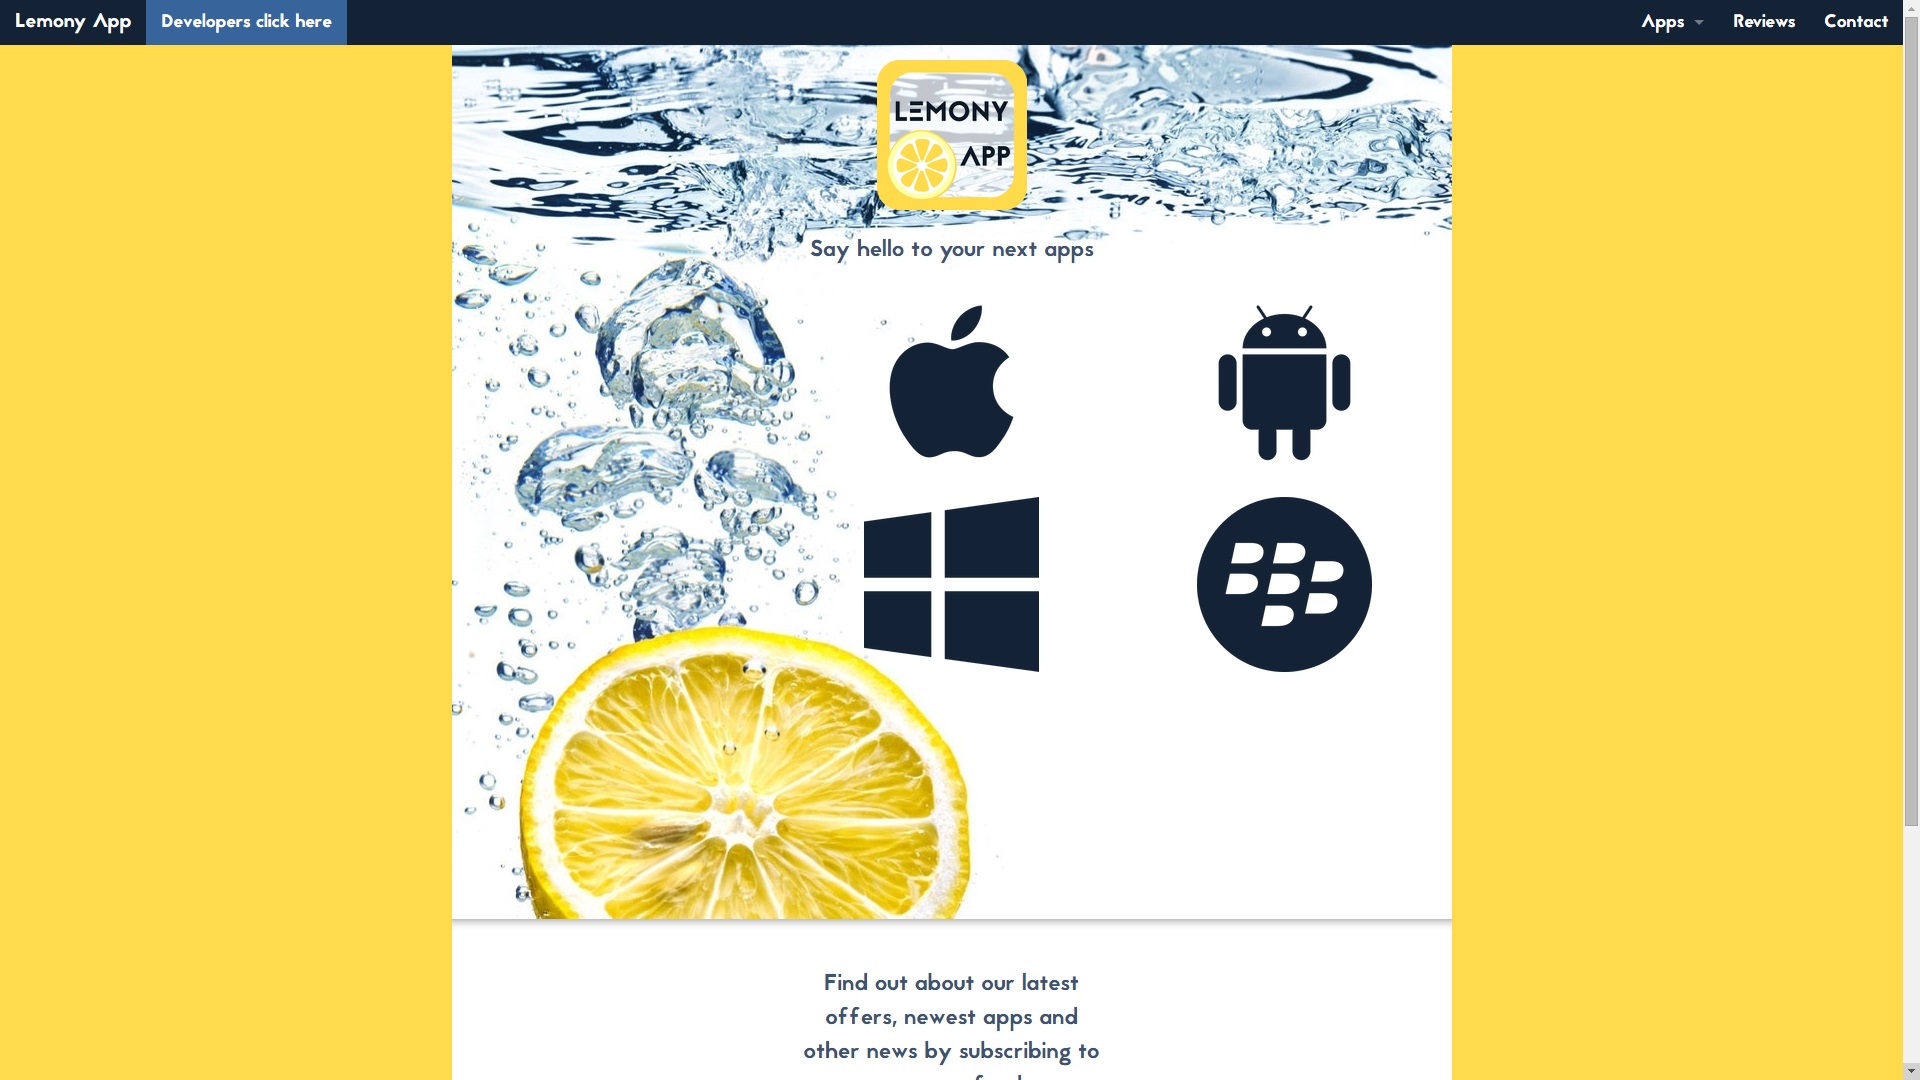 Lemony App
Developers click here
Apps
Reviews
Contact
LEMONY
APP
Say hello to your next apps
Find out about our latest
offers, newest apps and
other news by subscribing to